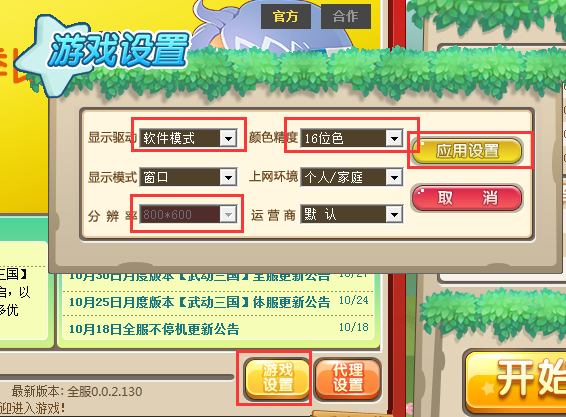 官方 合作
游戏设置
显示驱动 软件模式 颜色精度 16位色
应用设置
显示模式 窗口 上网环境 个人/家庭
取 消
分 辨 率 800*600 运 营 商 默 认
三国】
10月30日月度版本【武动三国】全服更新公告 10/27
启，以
10月25日月度版本【武动三国】体服更新公告 10/24
多优
10月18日全服不停机更新公告 10/18
游戏设置
代理设置
开始
最新版本: 全服0.0.2.130
迎进入游戏!